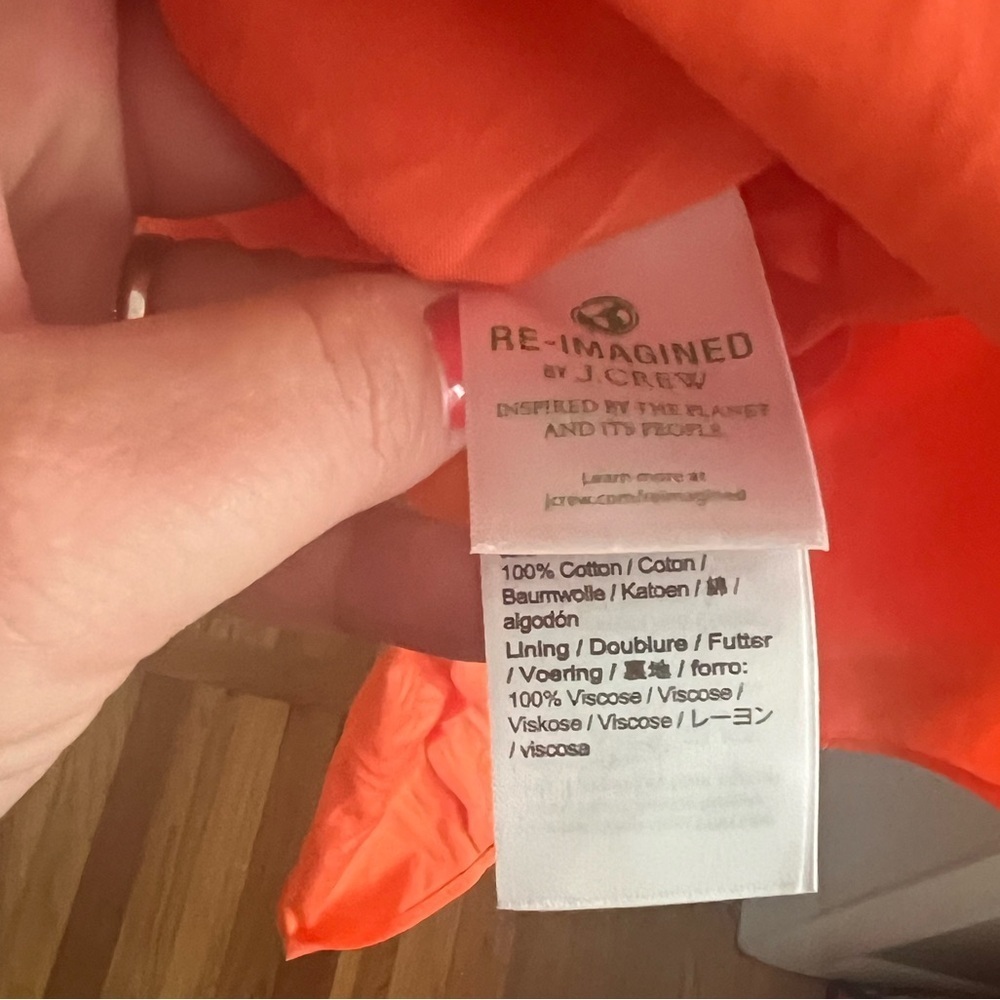 RE-IMAGINED
BY J.CREW
INSPIRED BY THE PLANET
AND ITS PEOPLE
Learn more at
jcrew.com/reimagined
100% Cotton / Coton /
Baumwolle / Katoen / 綿 /
algodón
Lining / Doublure / Futter
/ Voering / 裏地 / forro:
100% Viscose / Viscose /
Viskose / Viscose / レーヨン
/ viscosa